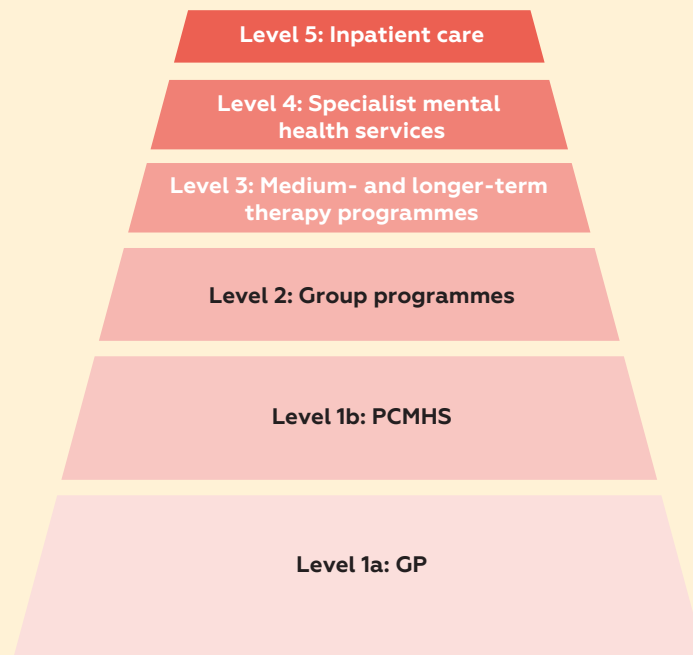 Level 5: Inpatient care
Level 4: Specialist mental
health services
Level 3: Medium- and longer-term
therapy programmes
Level 2: Group programmes
Level 1b: PCMHS
Level 1a: GP